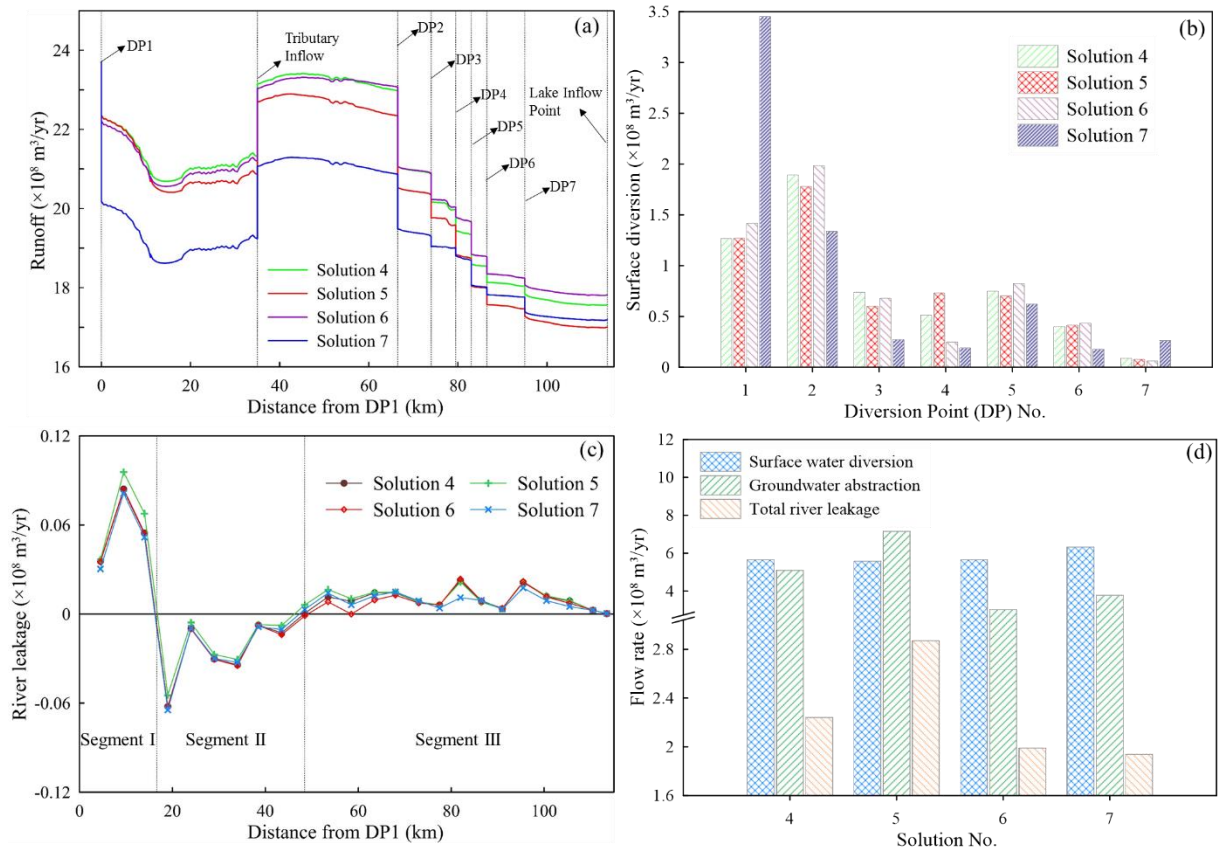 (a)
24
22
20
18
16
Runoff (×10⁸ m³/yr)
DP1
Tributary
Inflow
DP2
DP3
DP4
DP5
DP6
DP7
Lake Inflow
Point
Solution 4
Solution 5
Solution 6
Solution 7
0
20
40
60
80
100
Distance from DP1 (km)
(b)
3.5
3
2.5
2
1.5
1
0.5
0
Surface diversion (×10⁸ m³/yr)
Solution 4
Solution 5
Solution 6
Solution 7
1
2
3
4
5
6
7
Diversion Point (DP) No.
(c)
0.12
0.06
0
-0.06
-0.12
River leakage (×10⁸ m³/yr)
Solution 4
Solution 5
Solution 6
Solution 7
Segment I
Segment II
Segment III
0
20
40
60
80
100
Distance from DP1 (km)
(d)
12
10
8
6
4
2.8
2.4
2
1.6
Flow rate (×10⁸ m³/yr)
Surface water diversion
Groundwater abstraction
Total river leakage
4
5
6
7
Solution No.